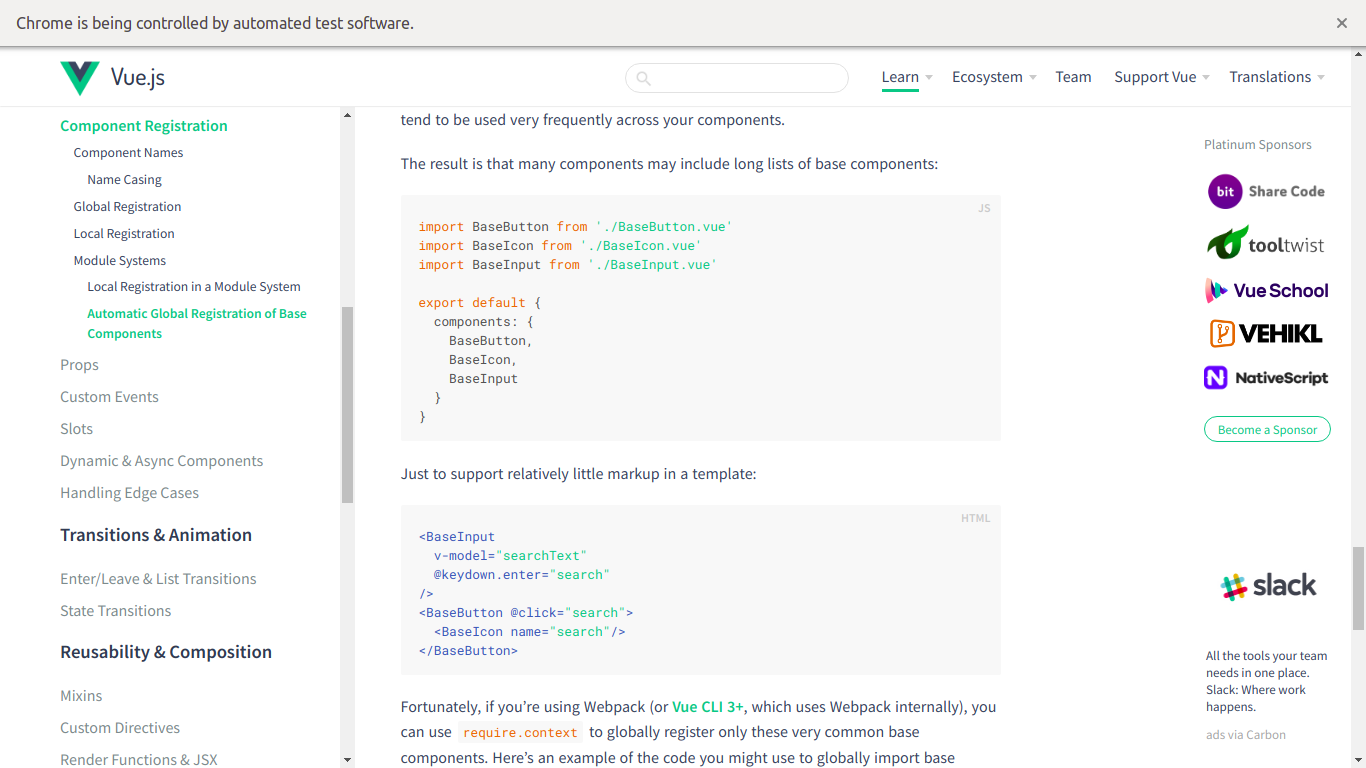 Chrome is being controlled by automated test software.
Vue.js
Learn
Ecosystem
Team
Support Vue
Translations
Component Registration
Component Names
Name Casing
Global Registration
Local Registration
Module Systems
Local Registration in a Module System
Automatic Global Registration of Base
Components
Props
Custom Events
Slots
Dynamic & Async Components
Handling Edge Cases
Transitions & Animation
Enter/Leave & List Transitions
State Transitions
Reusability & Composition
Mixins
Custom Directives
Render Functions & JSX
tend to be used very frequently across your components.
The result is that many components may include long lists of base components:
JS
import BaseButton from './BaseButton.vue'
import BaseIcon from './BaseIcon.vue'
import BaseInput from './BaseInput.vue'
export default {
components: {
BaseButton,
BaseIcon,
BaseInput
}
}
Just to support relatively little markup in a template:
HTML
<BaseInput
v-model="searchText"
@keydown.enter="search"
/>
<BaseButton @click="search">
<BaseIcon name="search"/>
</BaseButton>
Fortunately, if you’re using Webpack (or Vue CLI 3+, which uses Webpack internally), you
can use require.context to globally register only these very common base
components. Here’s an example of the code you might use to globally import base
Platinum Sponsors
bit Share Code
tooltwist
Vue School
VEHIKL
NativeScript
Become a Sponsor
slack
All the tools your team
needs in one place.
Slack: Where work
happens.
ads via Carbon